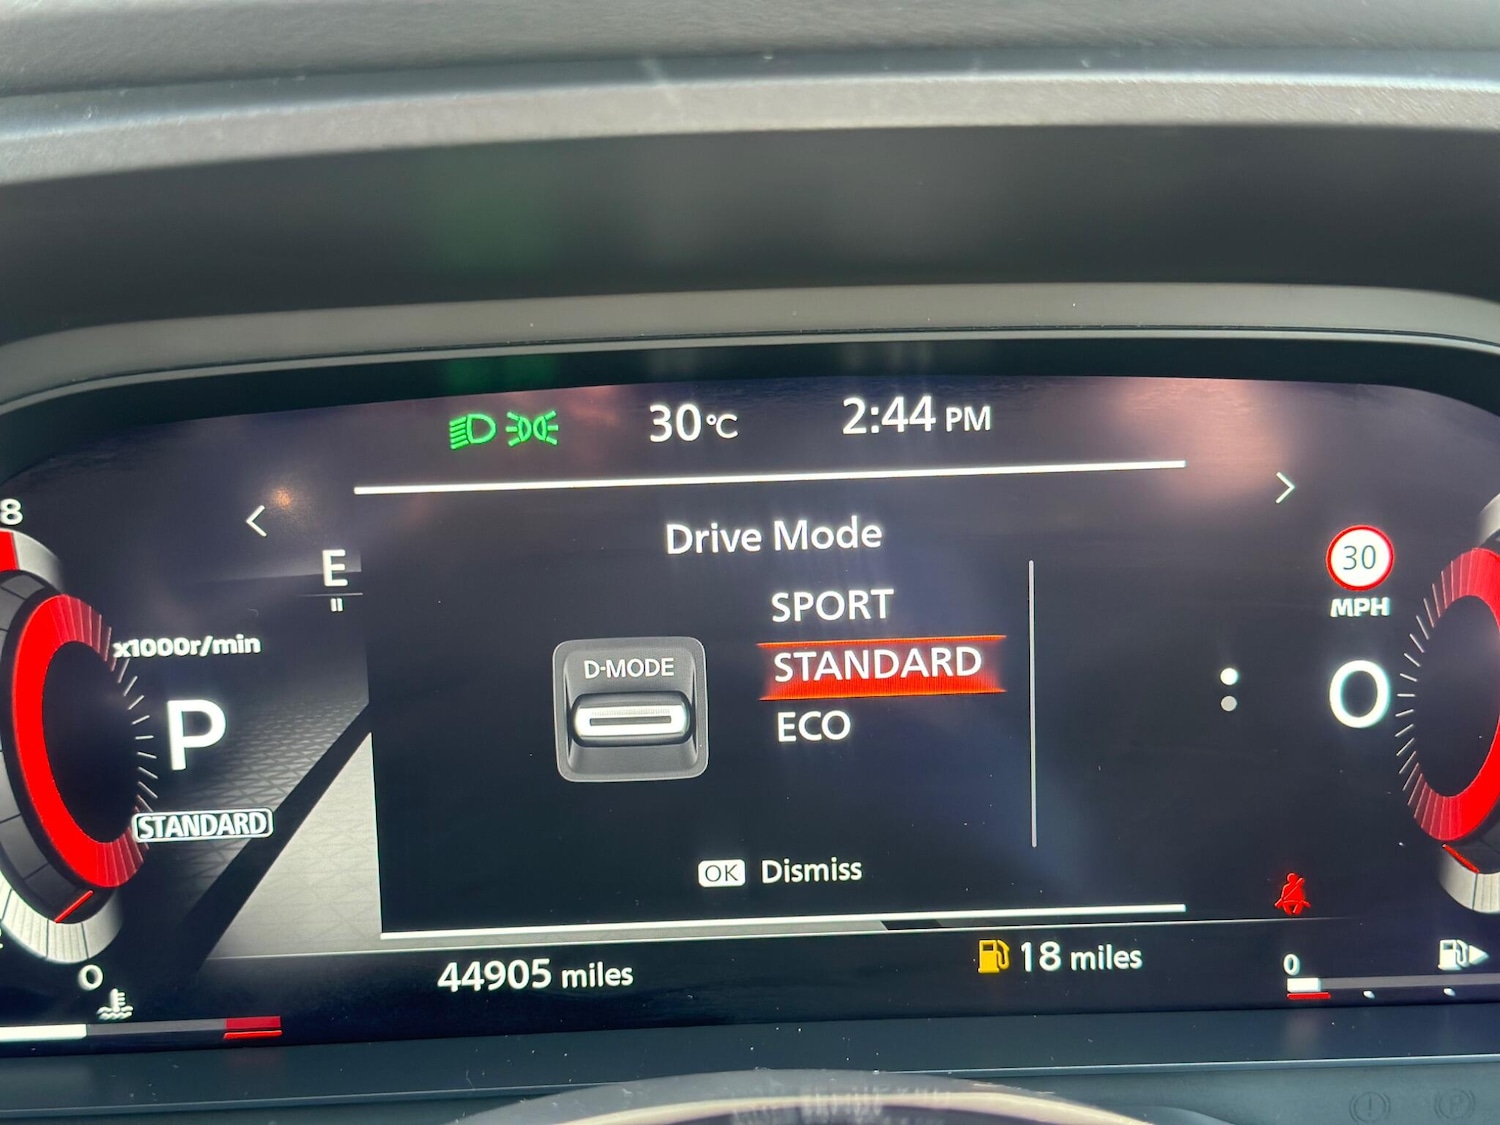 30°C
2:44 PM
8
E
Drive Mode
SPORT
STANDARD
ECO
D-MODE
30
MPH
x1000r/min
P
0
STANDARD
OK Dismiss
0
44905 miles
18 miles
0